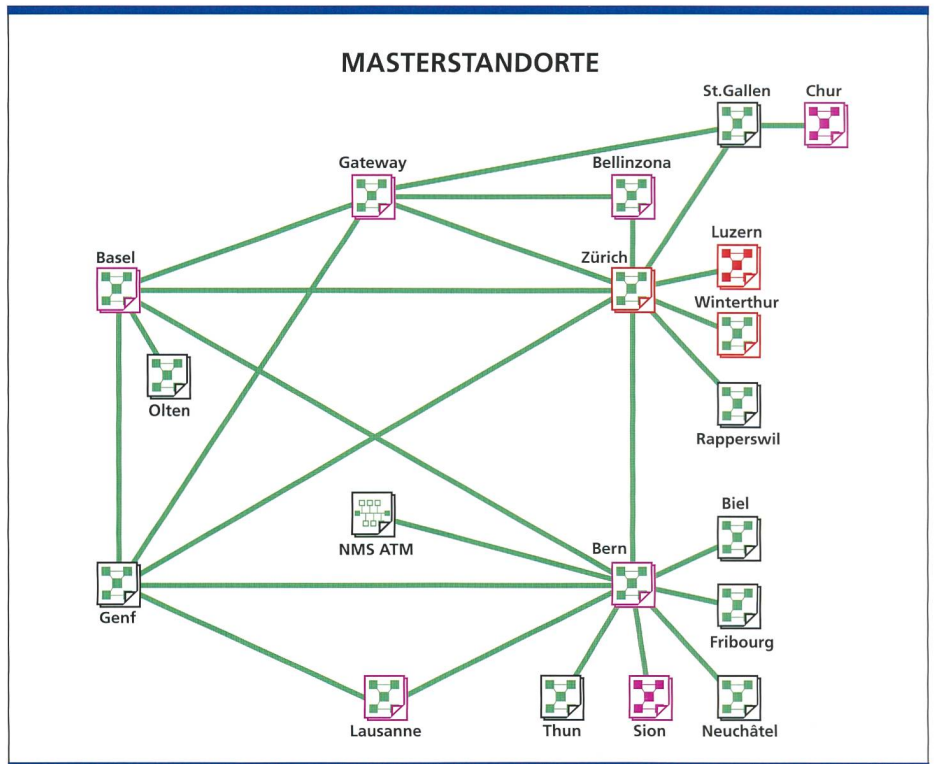 MASTERSTANDORTE
St.Gallen
Chur
Gateway
Bellinzona
Luzern
Basel
Zürich
Winterthur
Olten
Rapperswil
Biel
NMS ATM
Bern
Genf
Fribourg
Lausanne
Thun
Sion
Neuchâtel